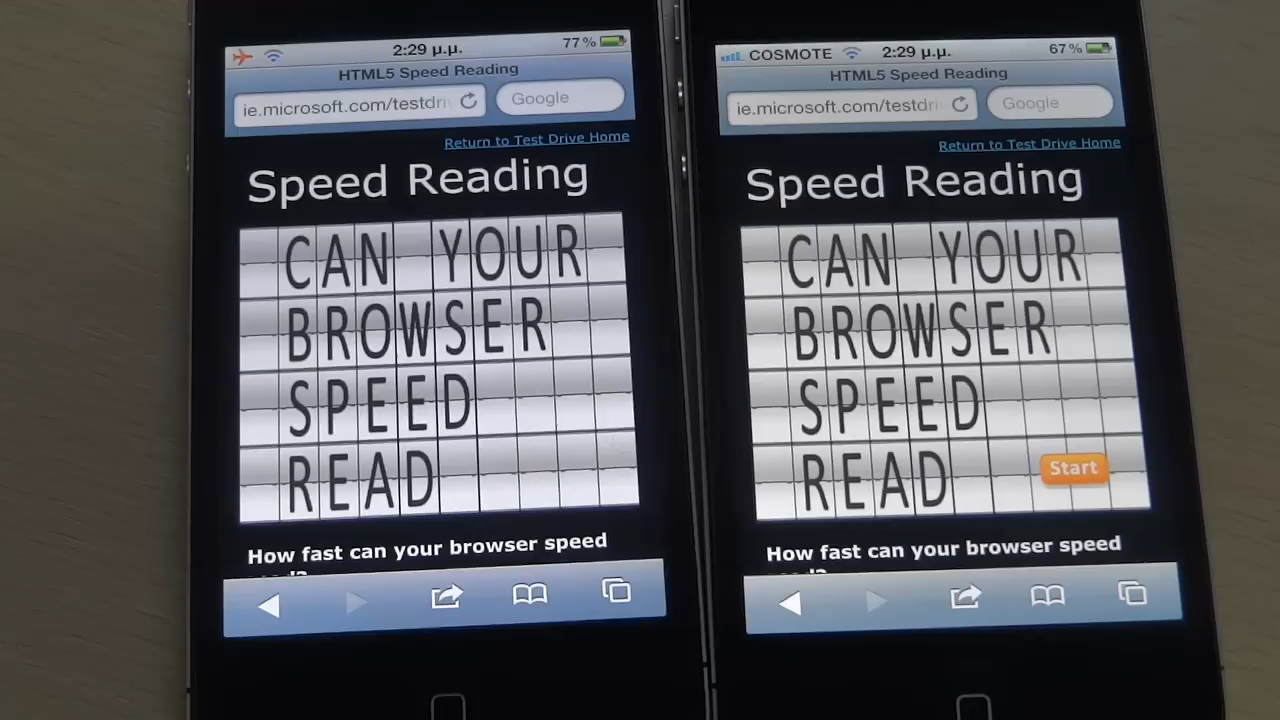 2:29 μ.μ.
77%
HTML5 Speed Reading
ie.microsoft.com/testdri
Google
Return to Test Drive Home
Speed Reading
CAN YOUR
BROWSER
SPEED
READ
How fast can your browser speed
COSMOTE
2:29 μ.μ.
67%
HTML5 Speed Reading
ie.microsoft.com/testdri
Google
Return to Test Drive Home
Speed Reading
CAN YOUR
BROWSER
SPEED
READ
Start
How fast can your browser speed